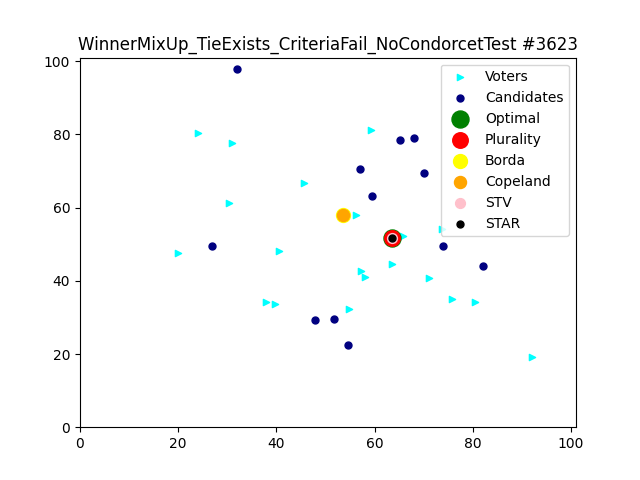 WinnerMixUp_TieExists_CriteriaFail_NoCondorcetTest #3623
100
80
60
40
20
0
0 20 40 60 80 100
Voters
Candidates
Optimal
Plurality
Borda
Copeland
STV
STAR